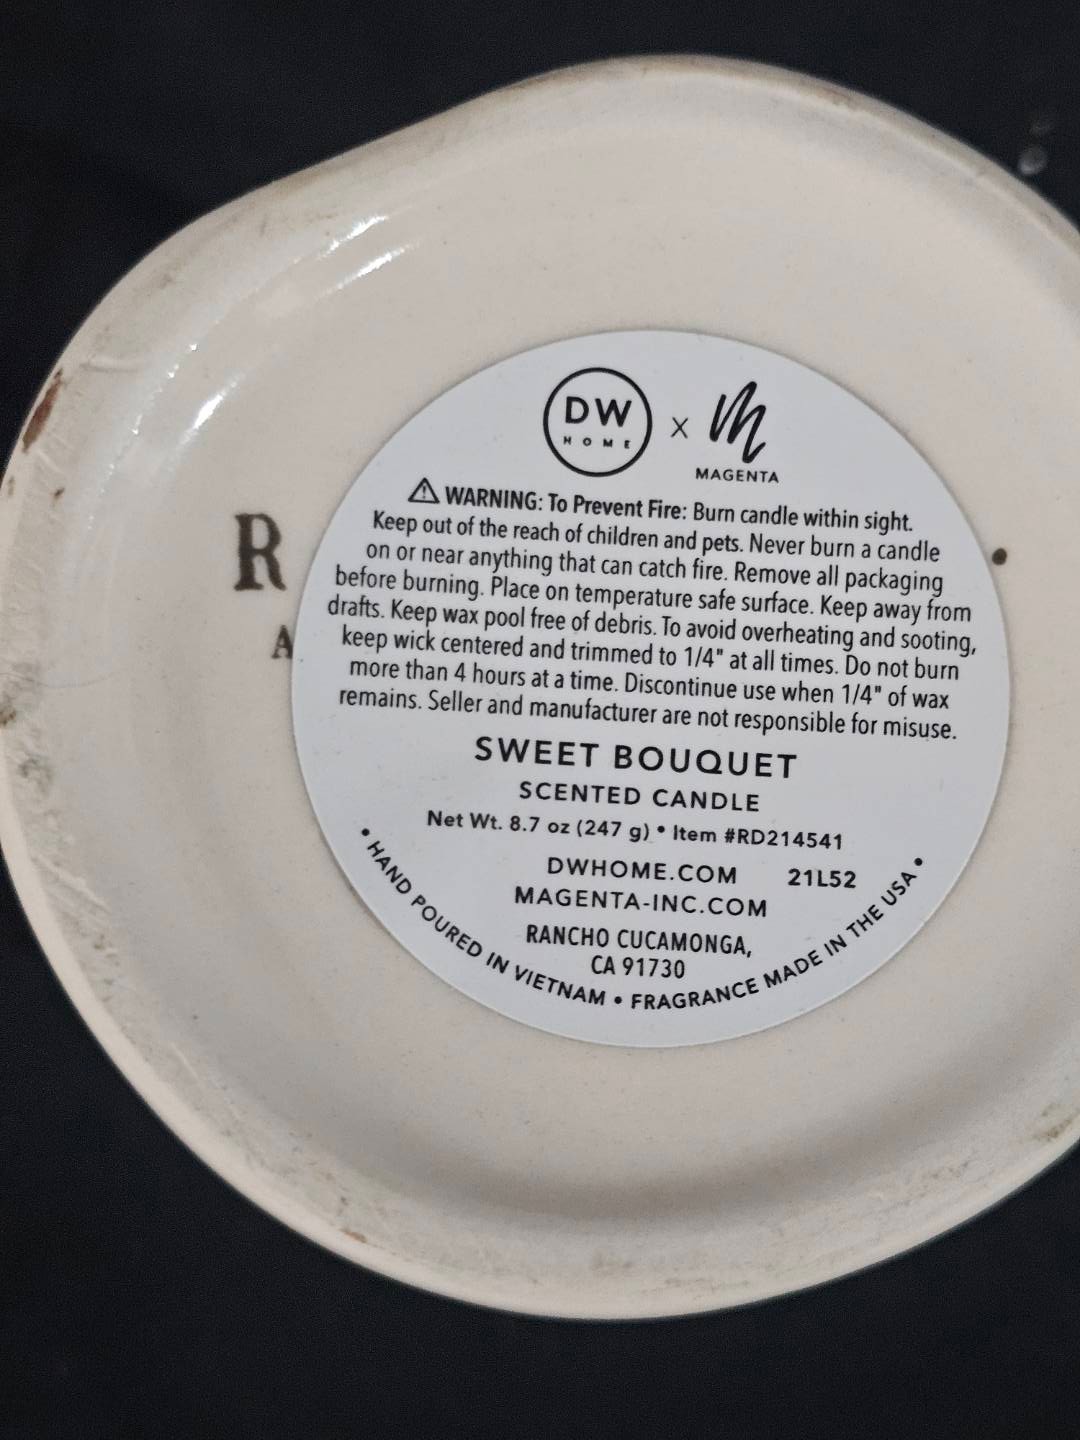 DW
HOME
X
M
MAGENTA
WARNING: To Prevent Fire: Burn candle within sight.
Keep out of the reach of children and pets. Never burn a candle
on or near anything that can catch fire. Remove all packaging
before burning. Place on temperature safe surface. Keep away from
drafts. Keep wax pool free of debris. To avoid overheating and sooting,
keep wick centered and trimmed to 1/4" at all times. Do not burn
more than 4 hours at a time. Discontinue use when 1/4" of wax
remains. Seller and manufacturer are not responsible for misuse.
R
A
SWEET BOUQUET
SCENTED CANDLE
Net Wt. 8.7 oz (247 g) • Item #RD214541
DWHOME.COM 21L52
MAGENTA-INC.COM
RANCHO CUCAMONGA,
CA 91730
• HAND POURED IN VIETNAM • FRAGRANCE MADE IN THE USA •